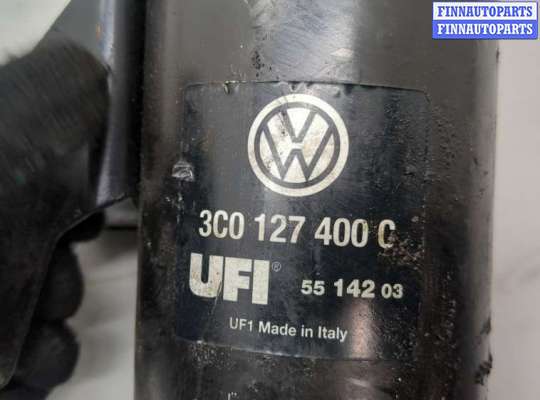 FINNAUTOPARTS
FINNAUTOPARTS
3C0 127 400 C
UFI® 55 142 03
UF1 Made in Italy